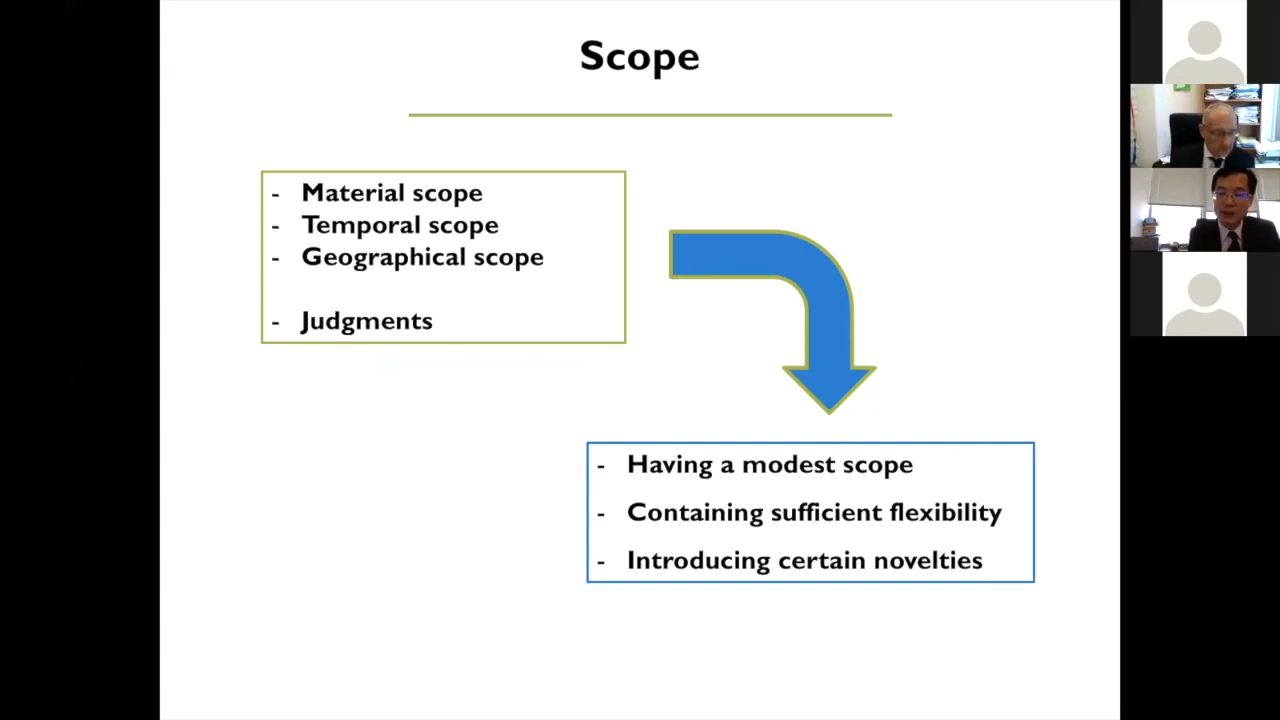 Scope
- Material scope
- Temporal scope
- Geographical scope
- Judgments
- Having a modest scope
- Containing sufficient flexibility
- Introducing certain novelties